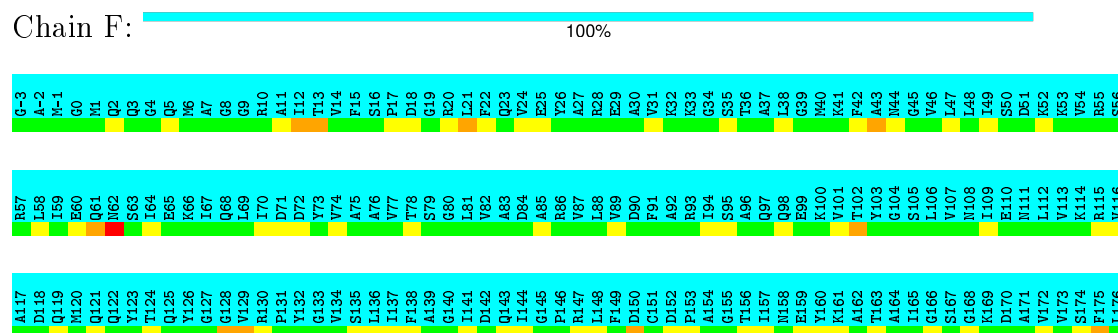 Chain F:
100%
G-3 A-2 M-1 G0 M1 Q2 Q3 G4 Q5 M6 A7 G8 G9 R10 A11 I12 T13 V14 F15 S16 P17 D18 G19 R20 L21 F22 Q23 V24 E25 Y26 A27 R28 E29 A30 V31 K32 K33 G34 S35 T36 A37 L38 G39 M40 K41 F42 A43 N44 G45 V46 L47 L48 I49 S50 D51 K52 K53 V54 R55 S56
R57 L58 I59 E60 Q61 N62 S63 I64 E65 K66 I67 Q68 L69 I70 D71 D72 Y73 V74 A75 A76 V77 T78 S79 G80 L81 V82 A83 D84 A85 R86 V87 L88 V89 D90 F91 A92 R93 I94 S95 A96 Q97 Q98 E99 K100 V101 T102 Y103 G104 S105 L106 V107 N108 I109 E110 N111 L112 V113 K114 R115 V116
A117 D118 Q119 M120 Q121 Q122 Y123 T124 Q125 Y126 G127 G128 V129 R130 P131 Y132 G133 V134 S135 L136 I137 F138 A139 G140 I141 D142 Q143 I144 G145 P146 R147 L148 F149 D150 C151 D152 P153 A154 G155 T156 I157 N158 E159 Y160 K161 A162 T163 A164 I165 G166 S167 G168 K169 D170 A171 V172 V173 S174 F175 L176